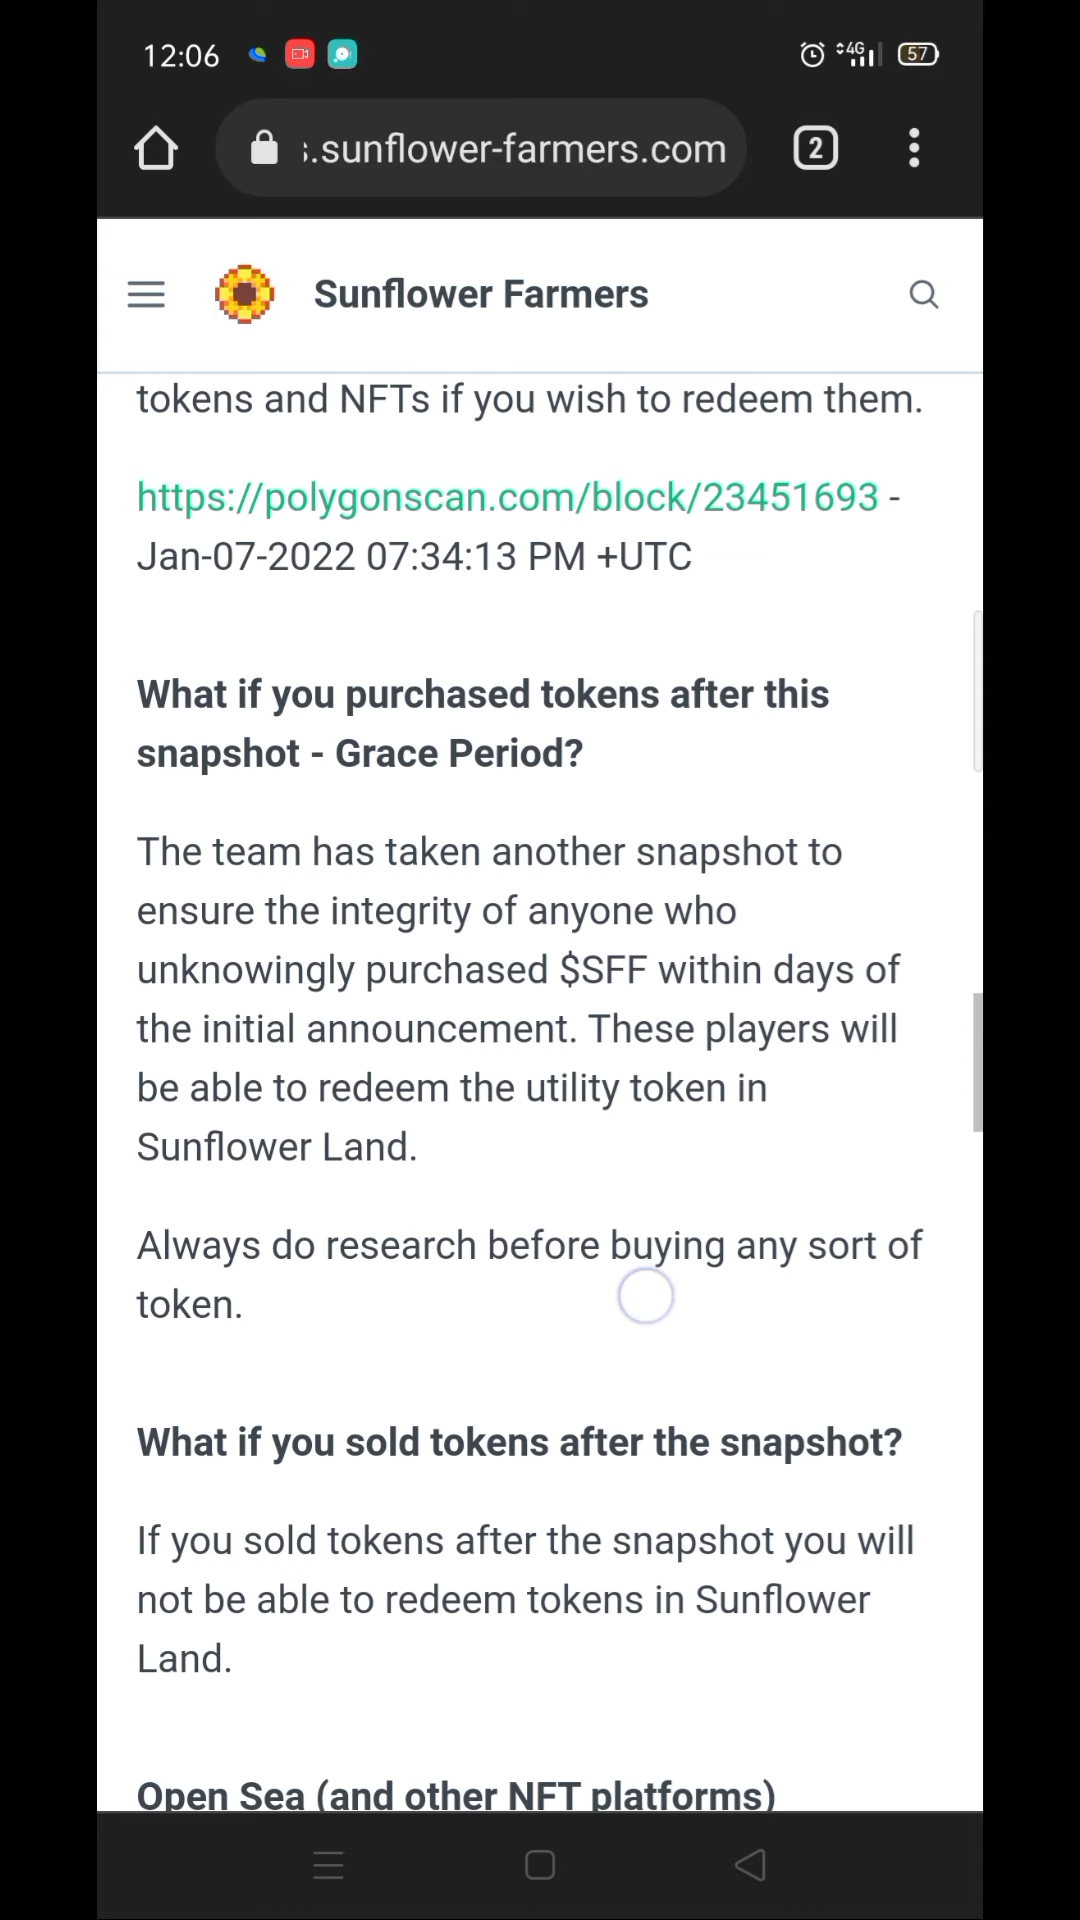 12:06
4G
57
.sunflower-farmers.com
2
Sunflower Farmers
tokens and NFTs if you wish to redeem them.
https://polygonscan.com/block/23451693 -
Jan-07-2022 07:34:13 PM +UTC
What if you purchased tokens after this
snapshot - Grace Period?
The team has taken another snapshot to
ensure the integrity of anyone who
unknowingly purchased $SFF within days of
the initial announcement. These players will
be able to redeem the utility token in
Sunflower Land.
Always do research before buying any sort of
token.
What if you sold tokens after the snapshot?
If you sold tokens after the snapshot you will
not be able to redeem tokens in Sunflower
Land.
Open Sea (and other NFT platforms)